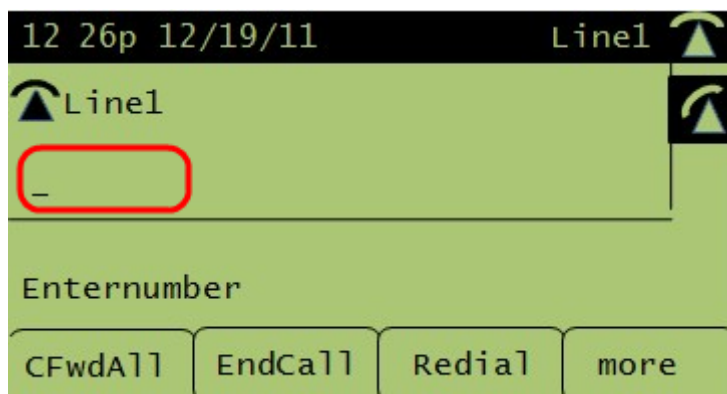 12 26p 12/19/11 Line1
Line1
_
Enternumber
CFwdAll EndCall Redial more